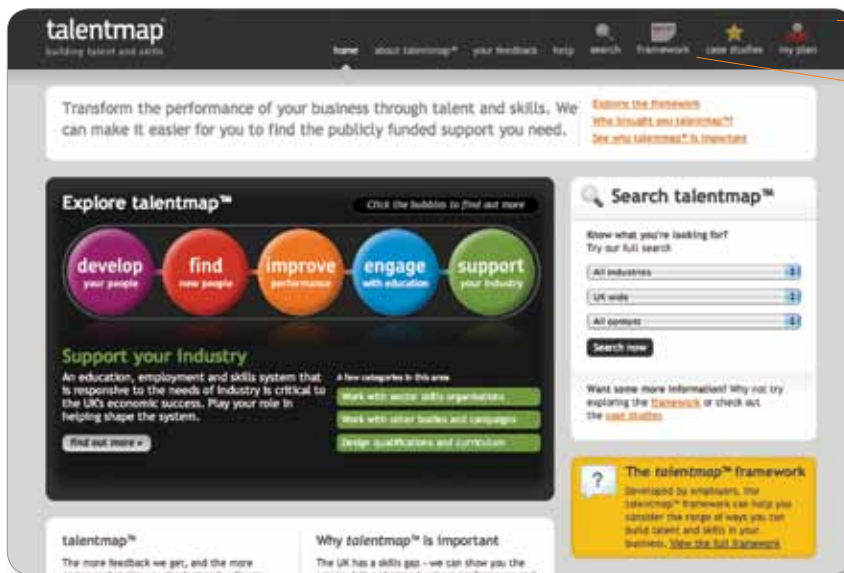 talentmap
building talent and skills
home about talentmap™ your feedback help search framework case studies my plan
Transform the performance of your business through talent and skills. We
can make it easier for you to find the publicly funded support you need.
Explore the framework
Who brought you talentmap™?
See why talentmap™ is important
Explore talentmap™
Click the bubbles to find out more
develop
your people
find
new people
improve
performance
engage
with education
support
your industry
Support your industry
An education, employment and skills system that
is responsive to the needs of industry is critical to
the UK's economic success. Play your role in
helping shape the system.
find out more »
A few categories in this area
Work with sector skills organisations
Work with other bodies and campaigns
Design qualifications and curriculum
Search talentmap™
Know what you're looking for?
Try our full search
All industries
UK wide
All content
Search now
Want some more information? Why not try
exploring the framework or check out
the case studies
?
The talentmap™ framework
Developed by employers, the
talentmap™ framework can help you
consider the range of ways you can
build talent and skills in your
business. View the full framework
talentmap™
The more feedback we get, and the more
Why talentmap™ is important
The UK has a skills gap - we can show you the